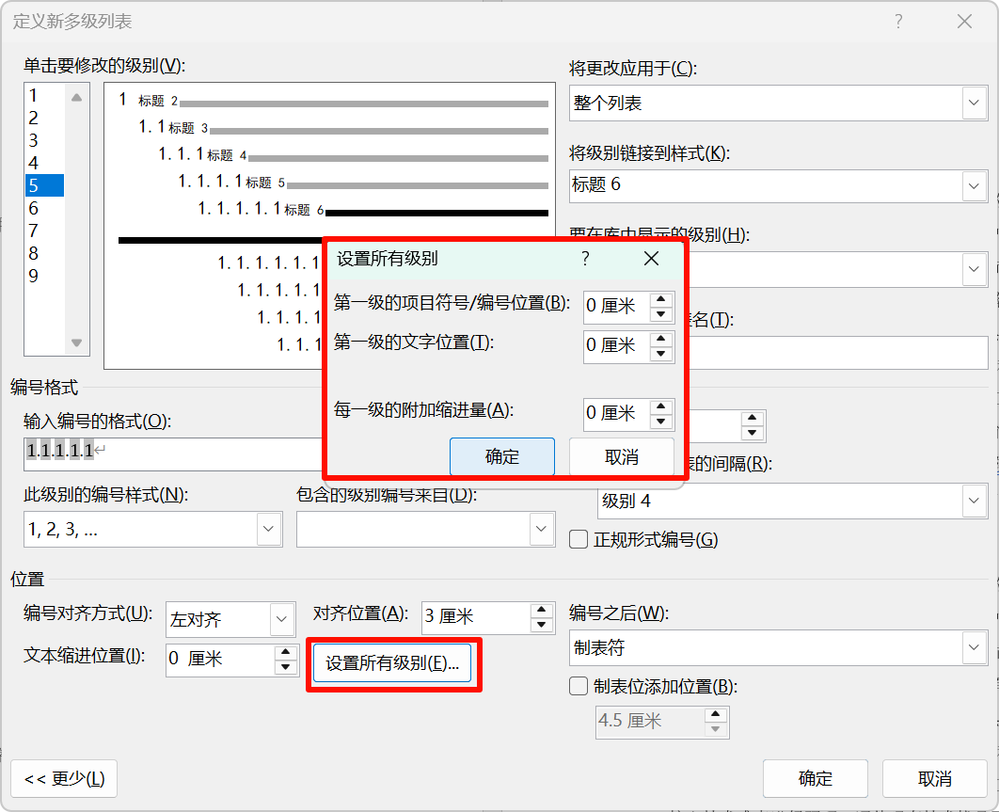 定义新多级列表
单击要修改的级别(V):
1
2
3
4
5
6
7
8
9
1 标题 2
1.1标题 3
1.1.1标题 4
1.1.1.1标题 5
1.1.1.1.1标题 6
1.1.1.1.1.1
1.1.1.1
1.1.1.1
1.1.1
将更改应用于(C):
整个列表
将级别链接到样式(K):
标题 6
要在库中显示的级别(H):
名(T):
设置所有级别
?
第一级的项目符号/编号位置(B):
0 厘米
第一级的文字位置(T):
0 厘米
每一级的附加缩进量(A):
0 厘米
确定
取消
编号格式
输入编号的格式(O):
1.1.1.1.1↵
的间隔(R):
此级别的编号样式(N):
1, 2, 3, ...
包含的级别编号来自(D):
级别 4
正规形式编号(G)
位置
编号对齐方式(U):
左对齐
对齐位置(A):
3 厘米
编号之后(W):
制表符
文本缩进位置(I):
0 厘米
设置所有级别(E)...
制表位添加位置(B):
4.5 厘米
<< 更少(L)
确定
取消